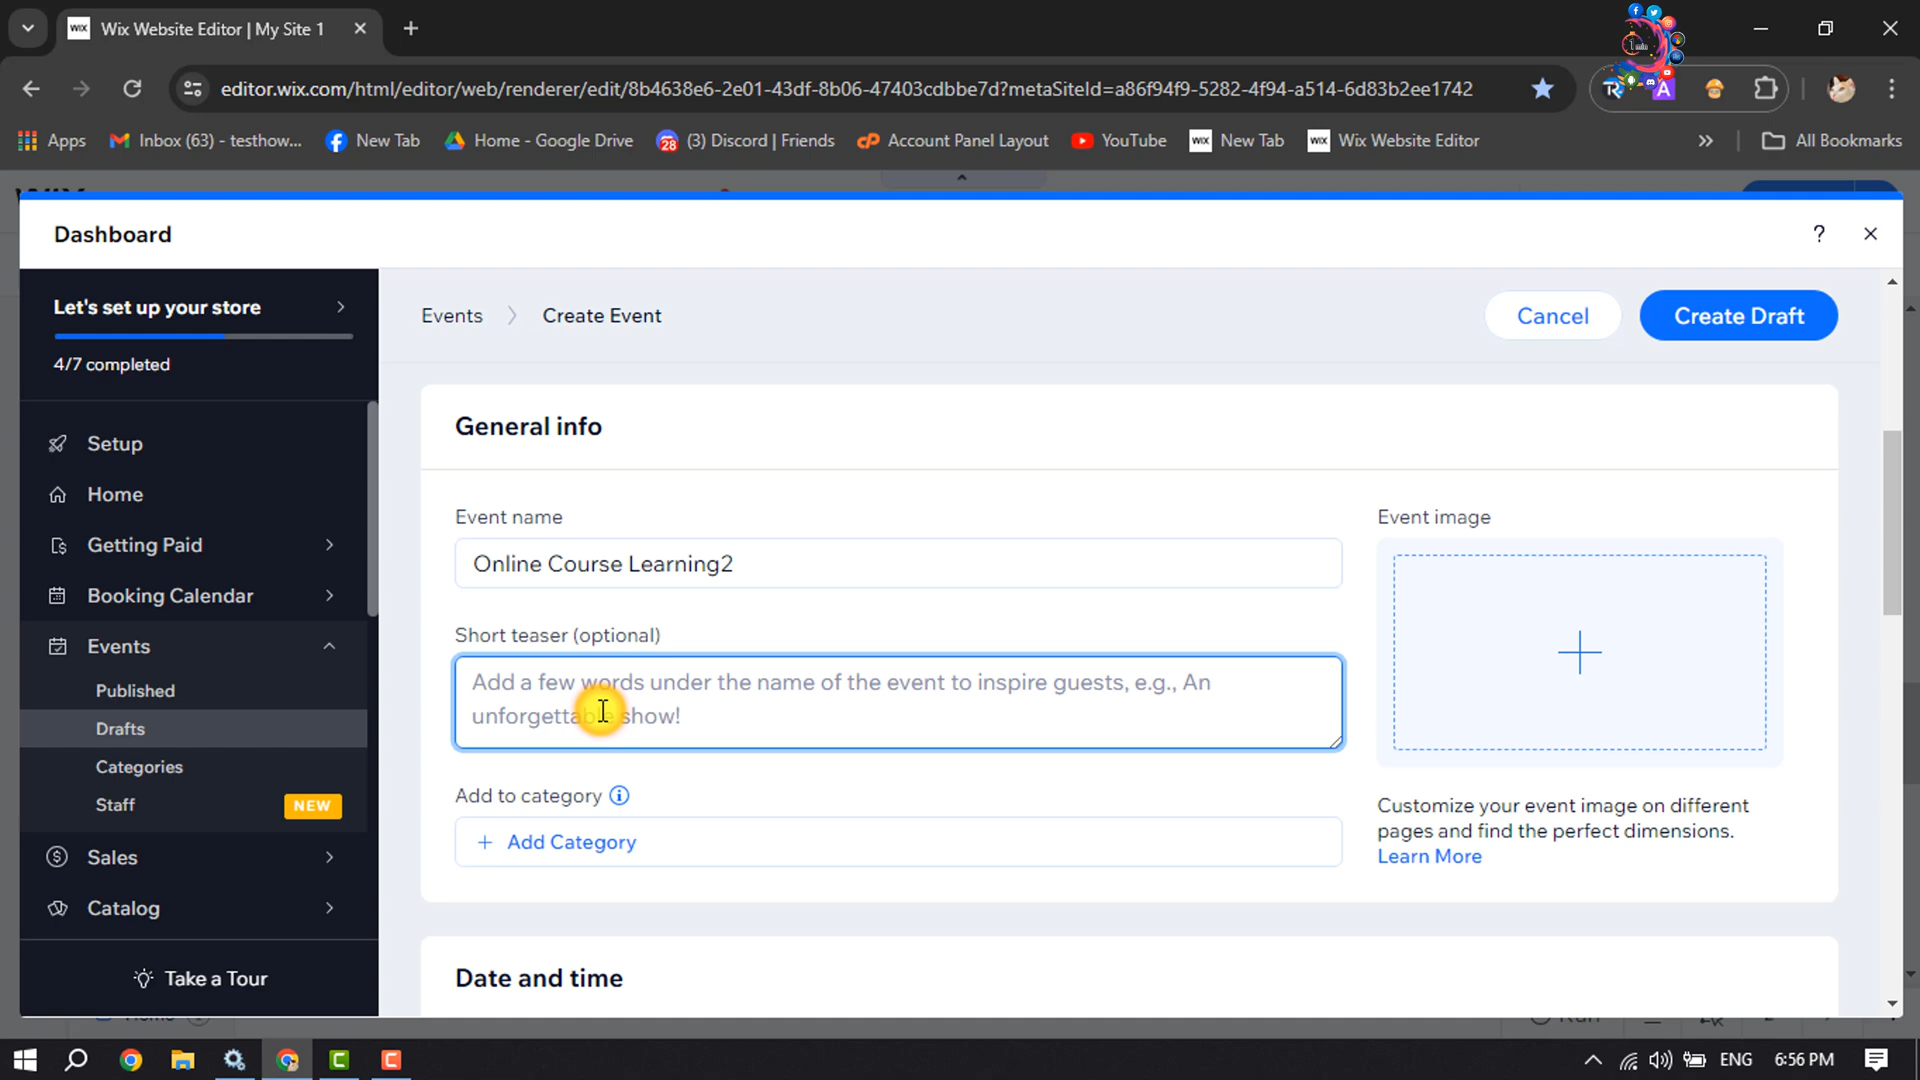 WIX Wix Website Editor | My Site 1
editor.wix.com/html/editor/web/renderer/edit/8b4638e6-2e01-43df-8b06-47403cdbbe7d?metaSiteId=a86f94f9-5282-4f94-a514-6d83b2ee1742
Apps Inbox (63) - testhow... New Tab Home - Google Drive 28 (3) Discord | Friends Account Panel Layout YouTube WIX New Tab WIX Wix Website Editor » All Bookmarks
Dashboard ?
Let's set up your store
4/7 completed
Setup
Home
Getting Paid
Booking Calendar
Events
Published
Drafts
Categories
Staff NEW
Sales
Catalog
Take a Tour
Events Create Event
Cancel Create Draft
General info
Event name
Online Course Learning2
Short teaser (optional)
Add a few words under the name of the event to inspire guests, e.g., An
unforgettable show!
Add to category
+ Add Category
Event image
Customize your event image on different
pages and find the perfect dimensions.
Learn More
Date and time
ENG 6:56 PM